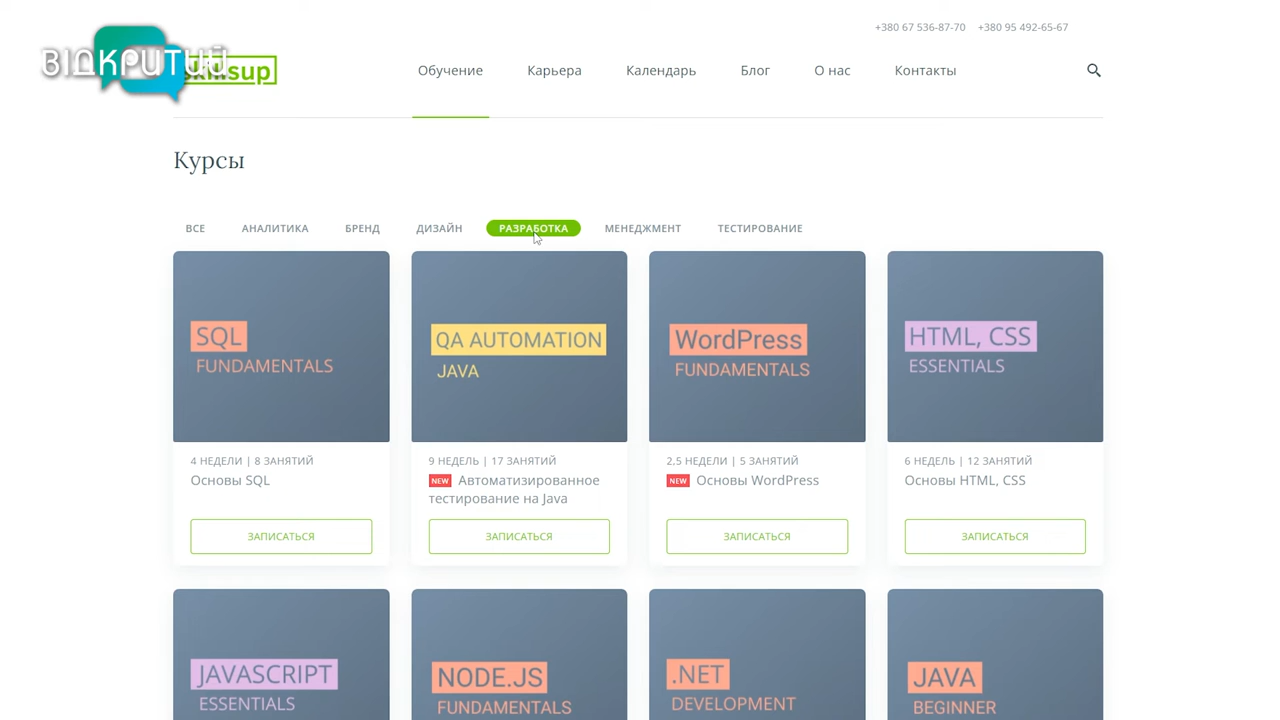 +380 67 536-87-70 +380 95 492-65-67
ВІДКРИТИЙ
skillsup
Обучение Карьера Календарь Блог О нас Контакты
Курсы
ВСЕ АНАЛИТИКА БРЕНД ДИЗАЙН РАЗРАБОТКА МЕНЕДЖМЕНТ ТЕСТИРОВАНИЕ
SQL
FUNDAMENTALS
4 НЕДЕЛИ | 8 ЗАНЯТИЙ
Основы SQL
ЗАПИСАТЬСЯ
QA AUTOMATION
JAVA
9 НЕДЕЛЬ | 17 ЗАНЯТИЙ
NEW Автоматизированное
тестирование на Java
ЗАПИСАТЬСЯ
WordPress
FUNDAMENTALS
2,5 НЕДЕЛИ | 5 ЗАНЯТИЙ
NEW Основы WordPress
ЗАПИСАТЬСЯ
HTML, CSS
ESSENTIALS
6 НЕДЕЛЬ | 12 ЗАНЯТИЙ
Основы HTML, CSS
ЗАПИСАТЬСЯ
JAVASCRIPT
ESSENTIALS
NODE.JS
FUNDAMENTALS
.NET
DEVELOPMENT
JAVA
BEGINNER